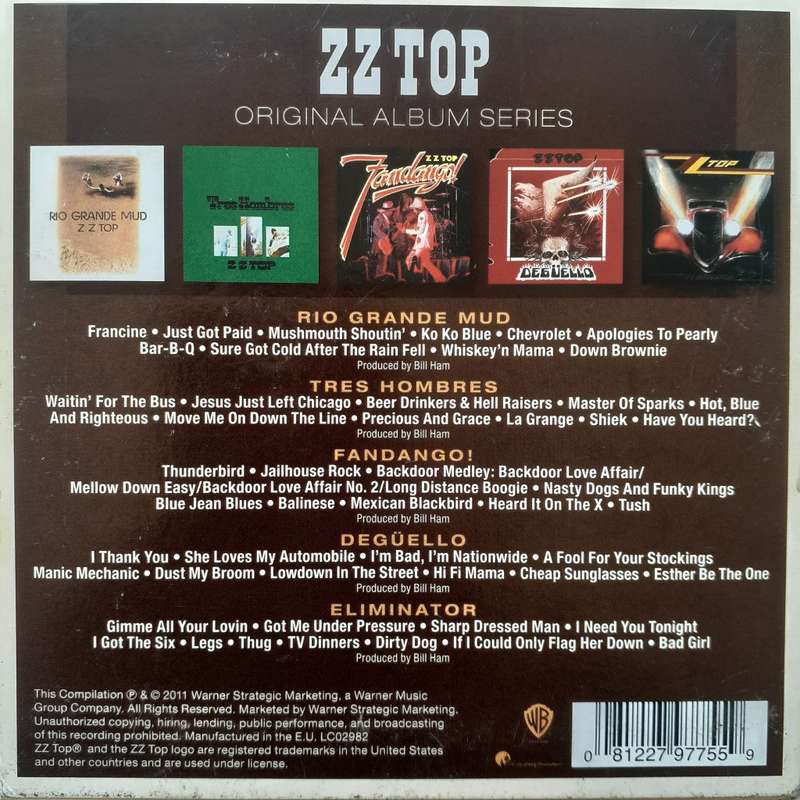 ZZ TOP
ORIGINAL ALBUM SERIES
RIO GRANDE MUD
Z Z TOP
Tres Hombres
ZZ TOP
ZZ TOP
Fandango!
ZZ TOP
DEGÜELLO
ZZ TOP
RIO GRANDE MUD
Francine • Just Got Paid • Mushmouth Shoutin' • Ko Ko Blue • Chevrolet • Apologies To Pearly
Bar-B-Q • Sure Got Cold After The Rain Fell • Whiskey'n Mama • Down Brownie
Produced by Bill Ham
TRES HOMBRES
Waitin' For The Bus • Jesus Just Left Chicago • Beer Drinkers & Hell Raisers • Master Of Sparks • Hot, Blue
And Righteous • Move Me On Down The Line • Precious And Grace • La Grange • Shiek • Have You Heard?
Produced by Bill Ham
FANDANGO!
Thunderbird • Jailhouse Rock • Backdoor Medley: Backdoor Love Affair/
Mellow Down Easy/Backdoor Love Affair No. 2/Long Distance Boogie • Nasty Dogs And Funky Kings
Blue Jean Blues • Balinese • Mexican Blackbird • Heard It On The X • Tush
Produced by Bill Ham
DEGÜELLO
I Thank You • She Loves My Automobile • I'm Bad, I'm Nationwide • A Fool For Your Stockings
Manic Mechanic • Dust My Broom • Lowdown In The Street • Hi Fi Mama • Cheap Sunglasses • Esther Be The One
Produced by Bill Ham
ELIMINATOR
Gimme All Your Lovin • Got Me Under Pressure • Sharp Dressed Man • I Need You Tonight
I Got The Six • Legs • Thug • TV Dinners • Dirty Dog • If I Could Only Flag Her Down • Bad Girl
Produced by Bill Ham
This Compilation ℗ & © 2011 Warner Strategic Marketing, a Warner Music
Group Company. All Rights Reserved. Marketed by Warner Strategic Marketing.
Unauthorized copying, hiring, lending, public performance, and broadcasting
of this recording prohibited. Manufactured in the E.U. LC02982
ZZ Top® and the ZZ Top logo are registered trademarks in the United States
and other countries and are used under license.
WB
0 81227 97755 9